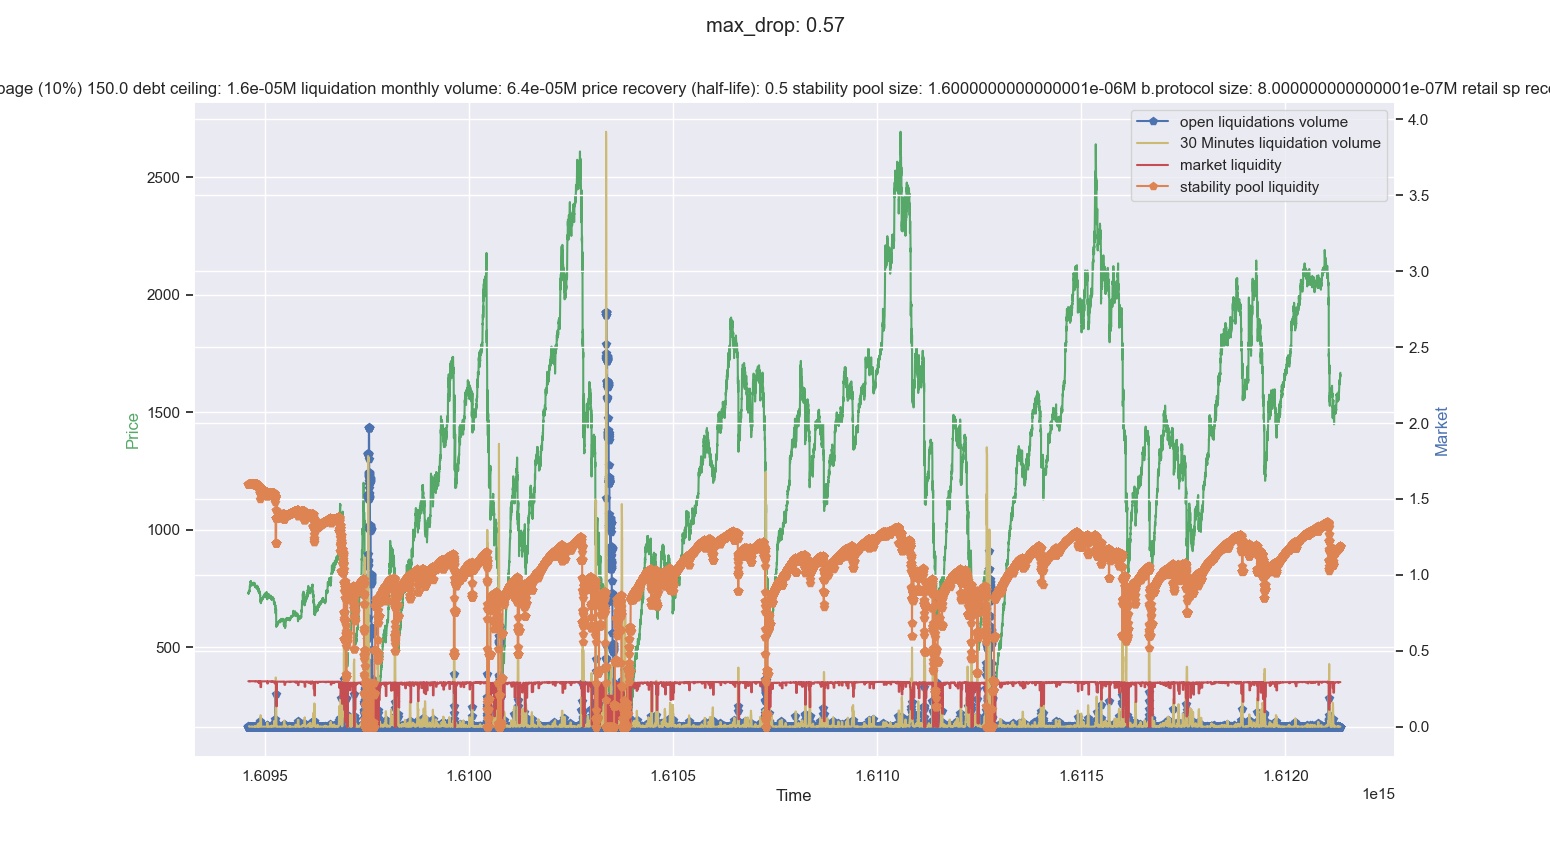 max_drop: 0.57
page (10%) 150.0 debt ceiling: 1.6e-05M liquidation monthly volume: 6.4e-05M price recovery (half-life): 0.5 stability pool size: 1.6000000000000001e-06M b.protocol size: 8.000000000000001e-07M retail sp
open liquidations volume
30 Minutes liquidation volume
market liquidity
stability pool liquidity
4.0
3.5
3.0
2.5
2.0
1.5
1.0
0.5
0.0
Market
2500
2000
1500
1000
500
Price
1.6095
1.6100
1.6105
1.6110
1.6115
1.6120
Time
1e15